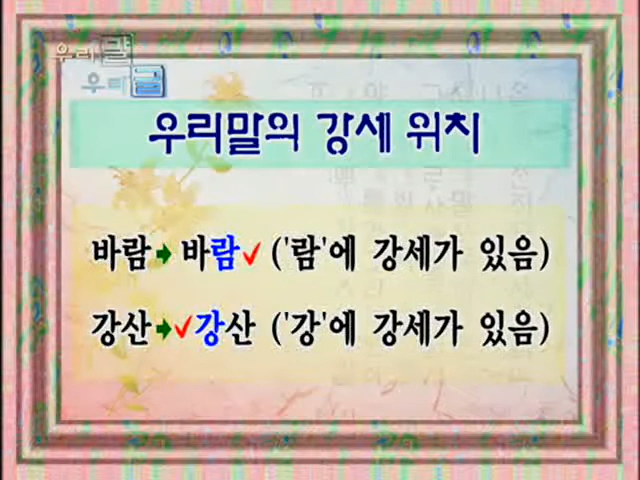 우리말
우리글
우리말의 강세 위치
바람➡바람✓('람'에 강세가 있음)
강산➡✓강산 ('강'에 강세가 있음)